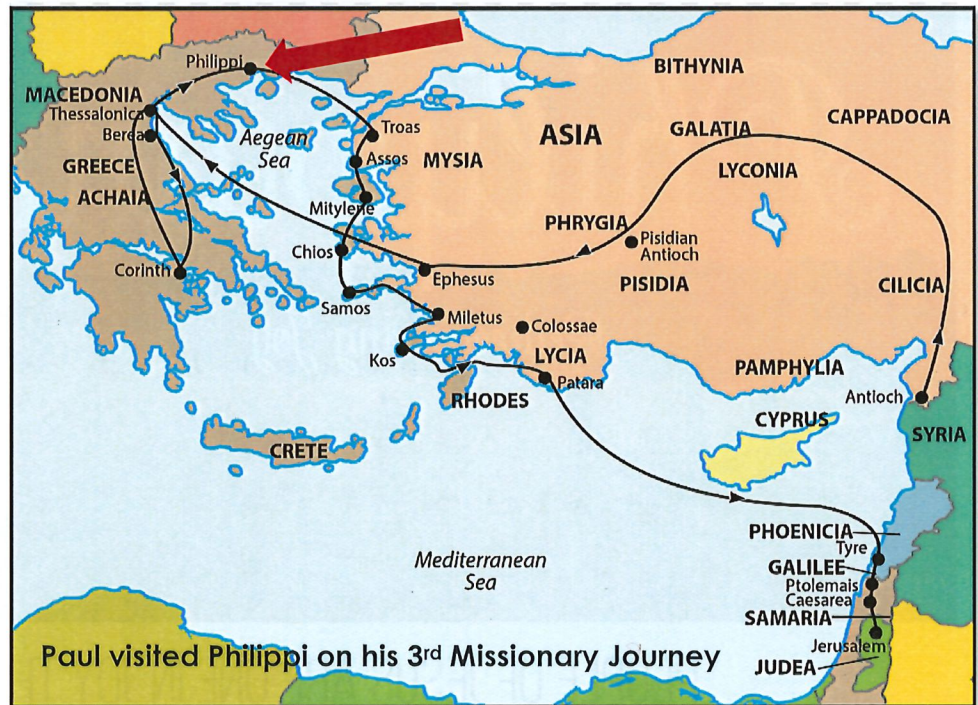 Philippi
BITHYNIA
MACEDONIA
Thessalonica
Berea
Aegean
Sea
Troas
ASIA
GALATIA
CAPPADOCIA
GREECE
Assos
MYSIA
LYCONIA
ACHAIA
Mitylene
PHRYGIA
Pisidian
Antioch
Chios
Corinth
Ephesus
PISIDIA
CILICIA
Samos
Miletus
Colossae
Kos
LYCIA
Patara
PAMPHYLIA
Antioch
RHODES
CYPRUS
SYRIA
CRETE
PHOENICIA
Tyre
Mediterranean
Sea
GALILEE
Ptolemais
Caesarea
SAMARIA
Jerusalem
JUDEA
Paul visited Philippi on his 3rd Missionary Journey